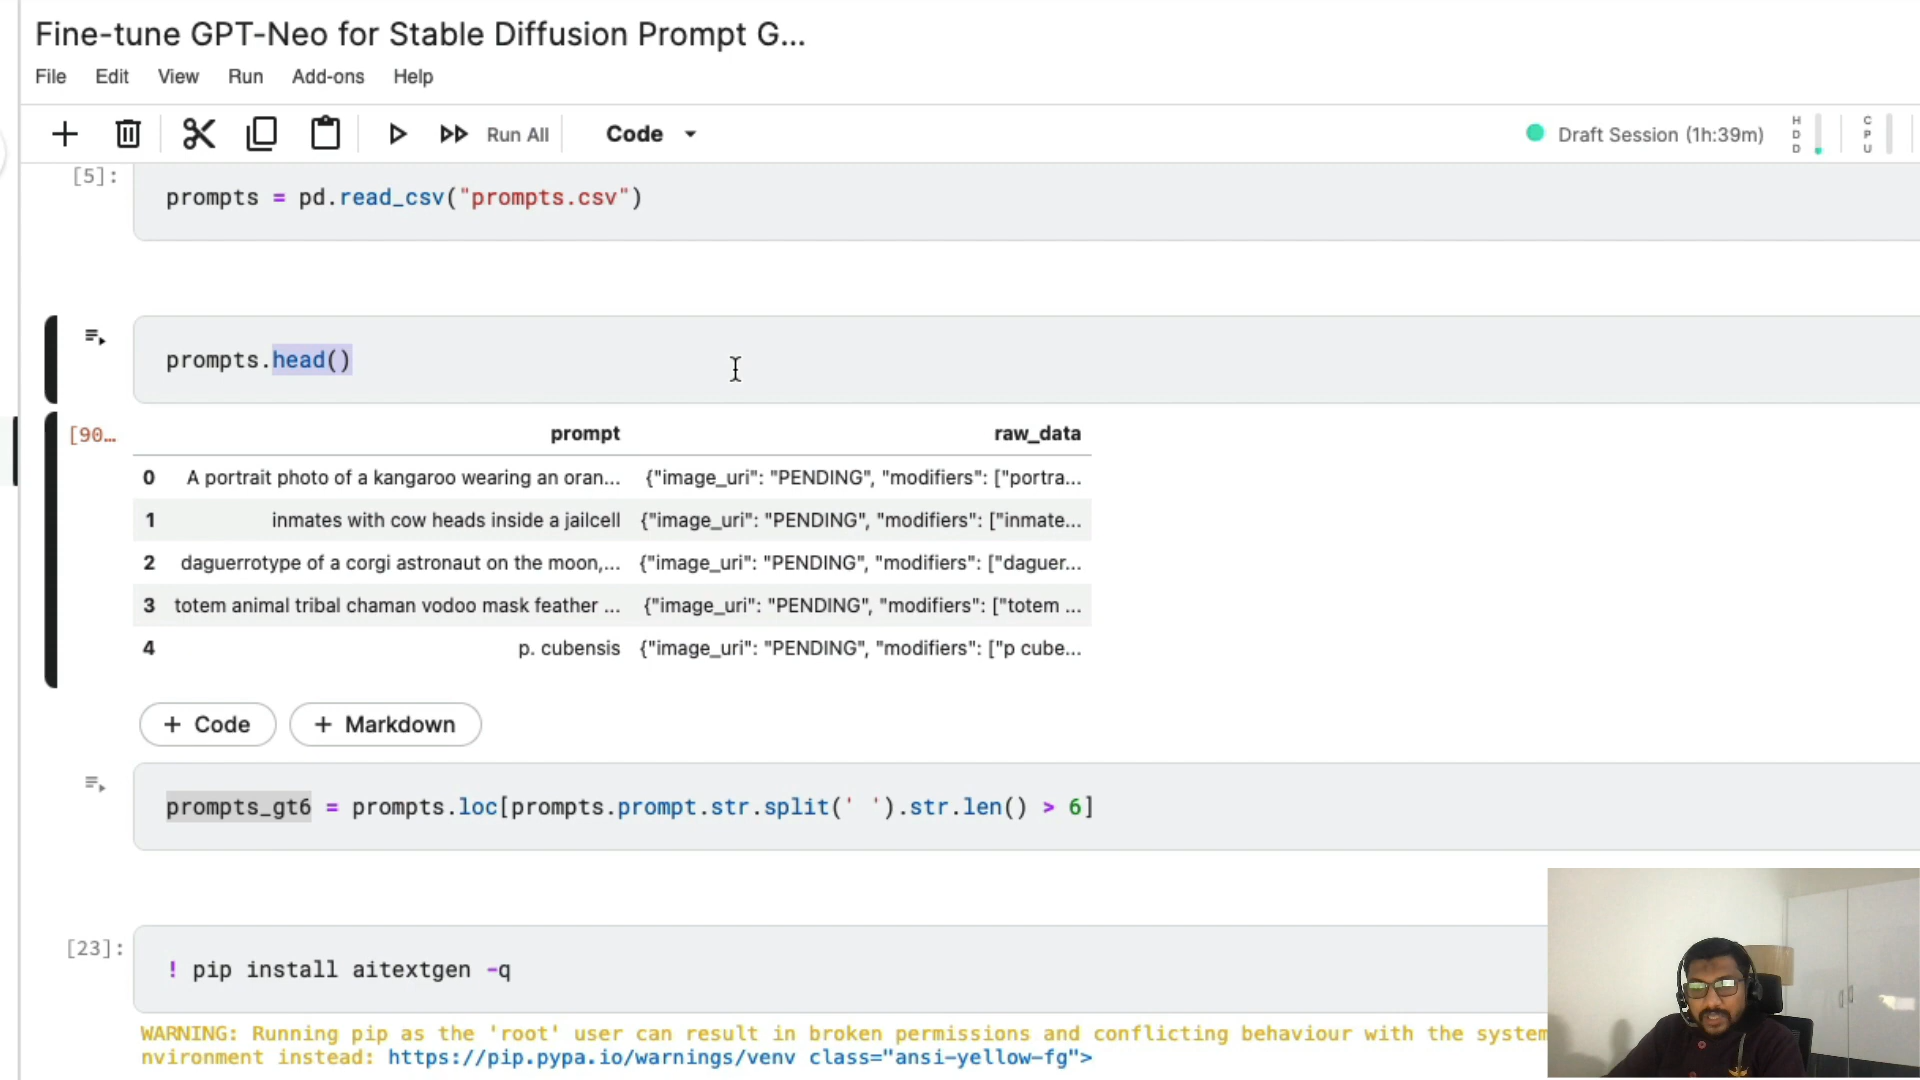 Fine-tune GPT-Neo for Stable Diffusion Prompt G...
File Edit View Run Add-ons Help
Run All Code Draft Session (1h:39m) HDD CPU
[5]: prompts = pd.read_csv("prompts.csv")
prompts.head()
[90... prompt raw_data
0 A portrait photo of a kangaroo wearing an oran... {"image_uri": "PENDING", "modifiers": ["portra...
1 inmates with cow heads inside a jailcell {"image_uri": "PENDING", "modifiers": ["inmate...
2 daguerrotype of a corgi astronaut on the moon,... {"image_uri": "PENDING", "modifiers": ["daguer...
3 totem animal tribal chaman vodoo mask feather ... {"image_uri": "PENDING", "modifiers": ["totem ...
4 p. cubensis {"image_uri": "PENDING", "modifiers": ["p cube...
+ Code + Markdown
prompts_gt6 = prompts.loc[prompts.prompt.str.split(' ').str.len() > 6]
[23]: ! pip install aitextgen -q
WARNING: Running pip as the 'root' user can result in broken permissions and conflicting behaviour with the system
nvironment instead: https://pip.pypa.io/warnings/venv class="ansi-yellow-fg">